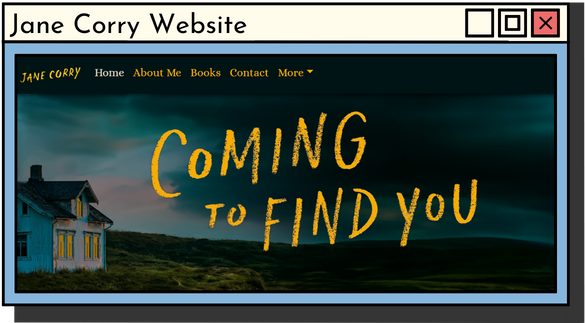 Jane Corry Website
JANE CORRY Home About Me Books Contact More
COMING
TO FIND YOU